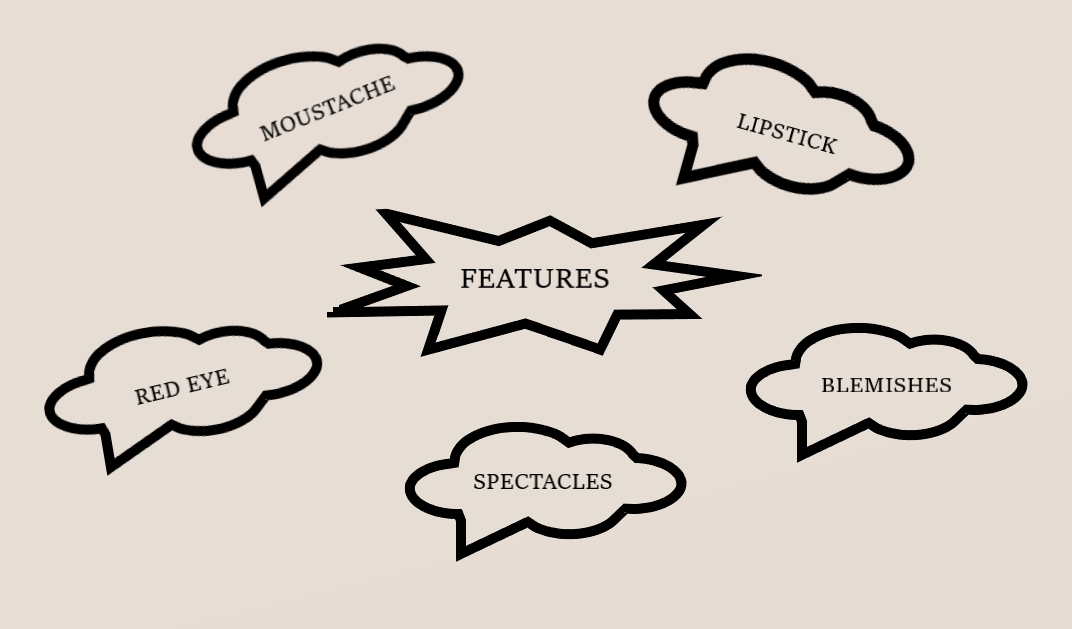 MOUSTACHE
LIPSTICK
FEATURES
RED EYE
BLEMISHES
SPECTACLES